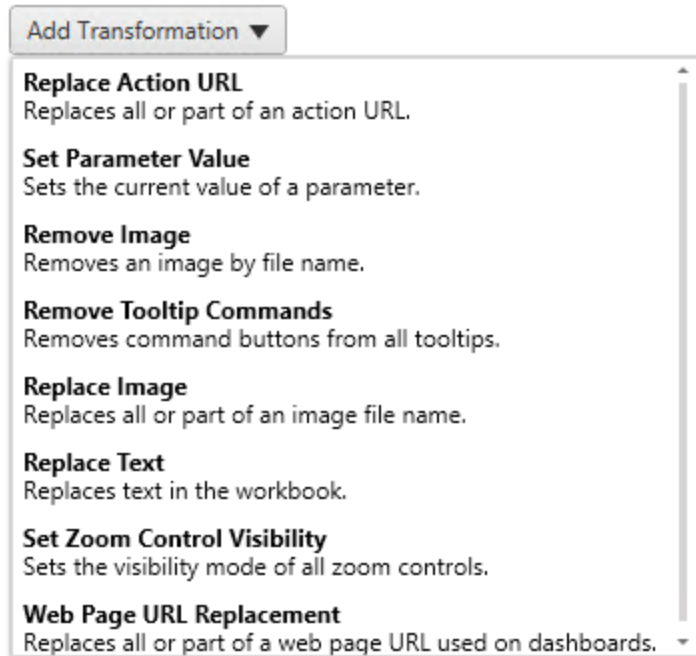 Add Transformation
Replace Action URL
Replaces all or part of an action URL.
Set Parameter Value
Sets the current value of a parameter.
Remove Image
Removes an image by file name.
Remove Tooltip Commands
Removes command buttons from all tooltips.
Replace Image
Replaces all or part of an image file name.
Replace Text
Replaces text in the workbook.
Set Zoom Control Visibility
Sets the visibility mode of all zoom controls.
Web Page URL Replacement
Replaces all or part of a web page URL used on dashboards.